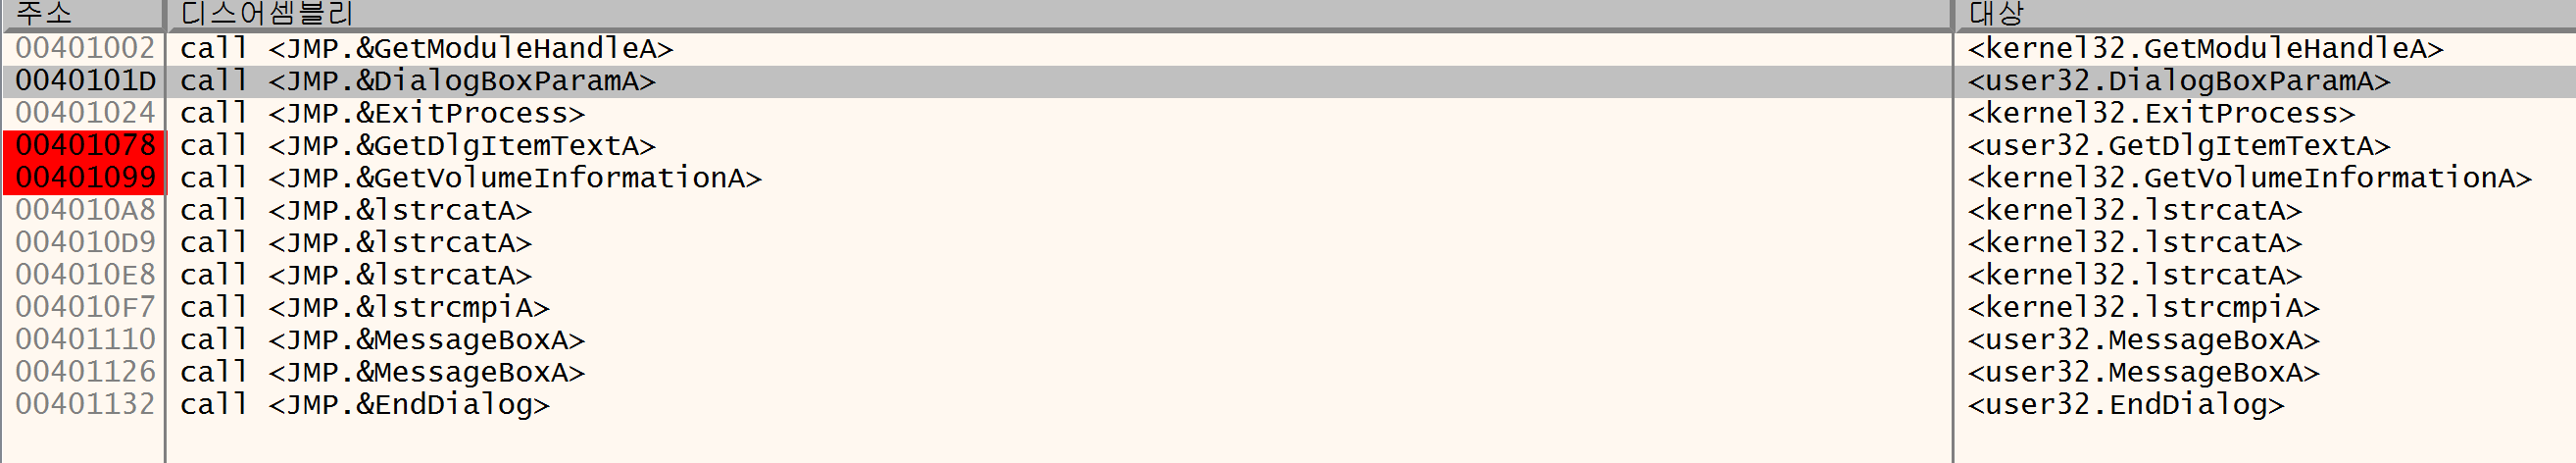 주소 디스어셈블리 대상
00401002 call <JMP.&GetModuleHandleA> <kernel32.GetModuleHandleA>
0040101D call <JMP.&DialogBoxParamA> <user32.DialogBoxParamA>
00401024 call <JMP.&ExitProcess> <kernel32.ExitProcess>
00401078 call <JMP.&GetDlgItemTextA> <user32.GetDlgItemTextA>
00401099 call <JMP.&GetVolumeInformationA> <kernel32.GetVolumeInformationA>
004010A8 call <JMP.&lstrcatA> <kernel32.lstrcatA>
004010D9 call <JMP.&lstrcatA> <kernel32.lstrcatA>
004010E8 call <JMP.&lstrcatA> <kernel32.lstrcatA>
004010F7 call <JMP.&lstrcmpiA> <kernel32.lstrcmpiA>
00401110 call <JMP.&MessageBoxA> <user32.MessageBoxA>
00401126 call <JMP.&MessageBoxA> <user32.MessageBoxA>
00401132 call <JMP.&EndDialog> <user32.EndDialog>